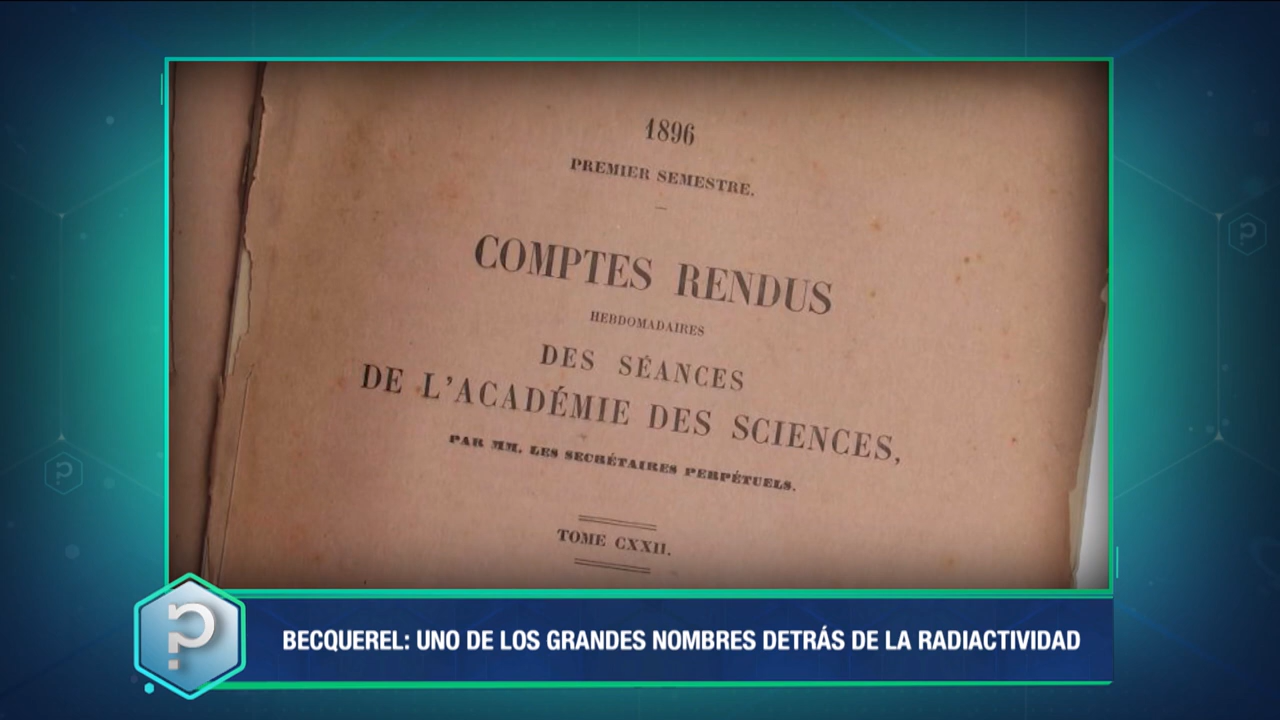 1896
PREMIER SEMESTRE.
COMPTES RENDUS
HEBDOMADAIRES
DES SÉANCES
DE L'ACADÉMIE DES SCIENCES,
PAR MM. LES SECRÉTAIRES PERPÉTUELS.
TOME CXXII.
BECQUEREL: UNO DE LOS GRANDES NOMBRES DETRÁS DE LA RADIACTIVIDAD